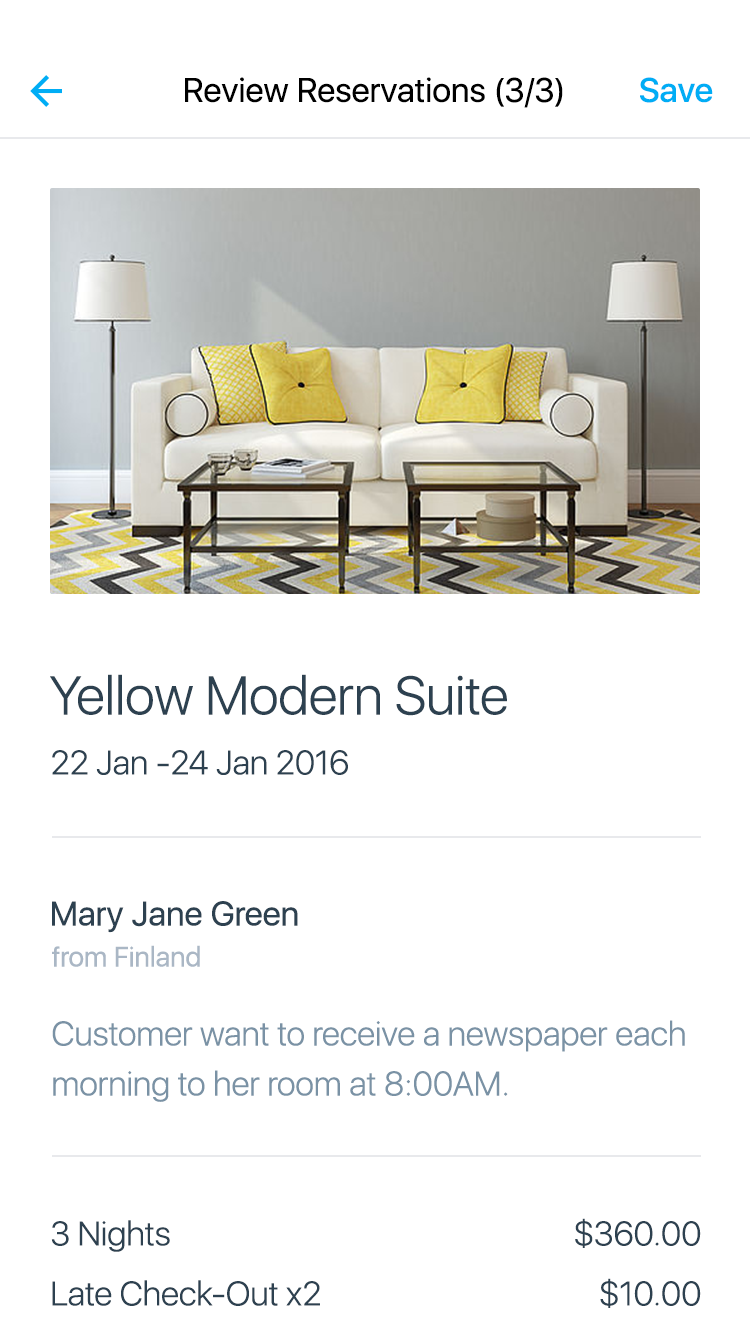 Review Reservations (3/3) Save
Yellow Modern Suite
22 Jan -24 Jan 2016
Mary Jane Green
from Finland
Customer want to receive a newspaper each
morning to her room at 8:00AM.
3 Nights $360.00
Late Check-Out x2 $10.00